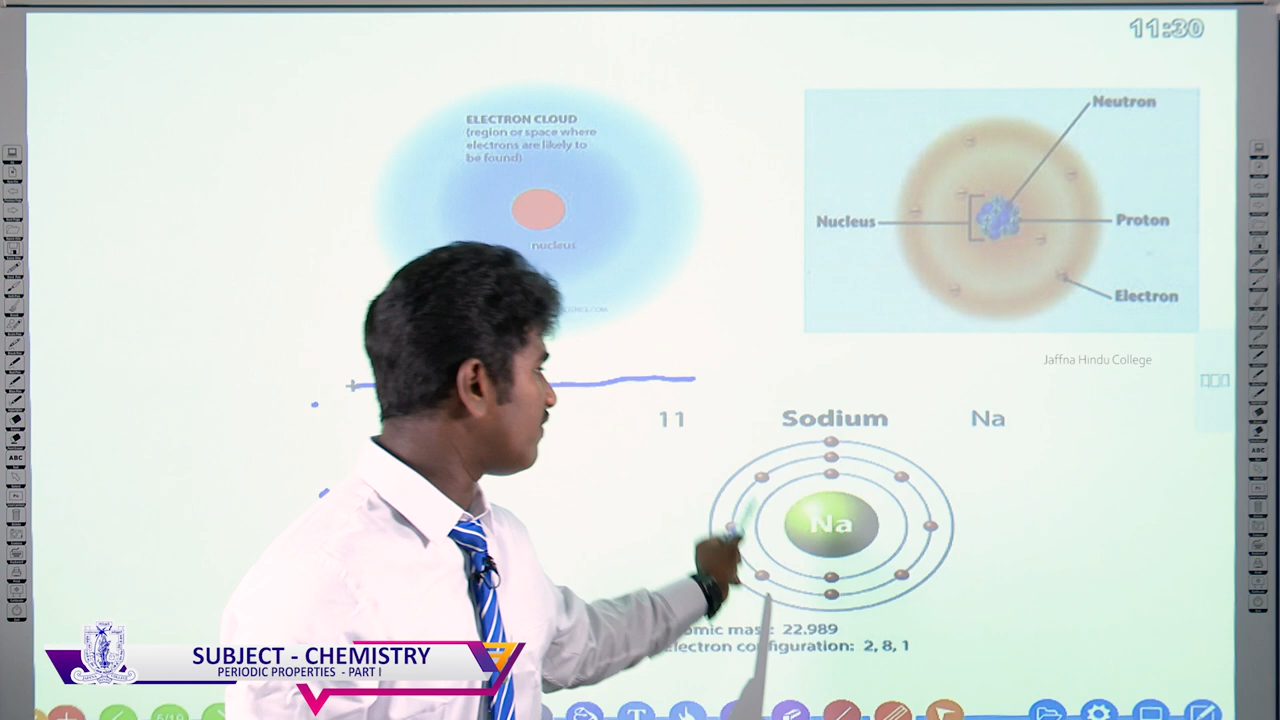 11:30
ELECTRON CLOUD
(region or space where
electrons are likely to
be found)
nucleus
Neutron
Nucleus
Proton
Electron
Jaffna Hindu College
11 Sodium Na
Na
mass: 22.989
configuration: 2, 8, 1
SUBJECT - CHEMISTRY
PERIODIC PROPERTIES - PART I
ABC
ABC